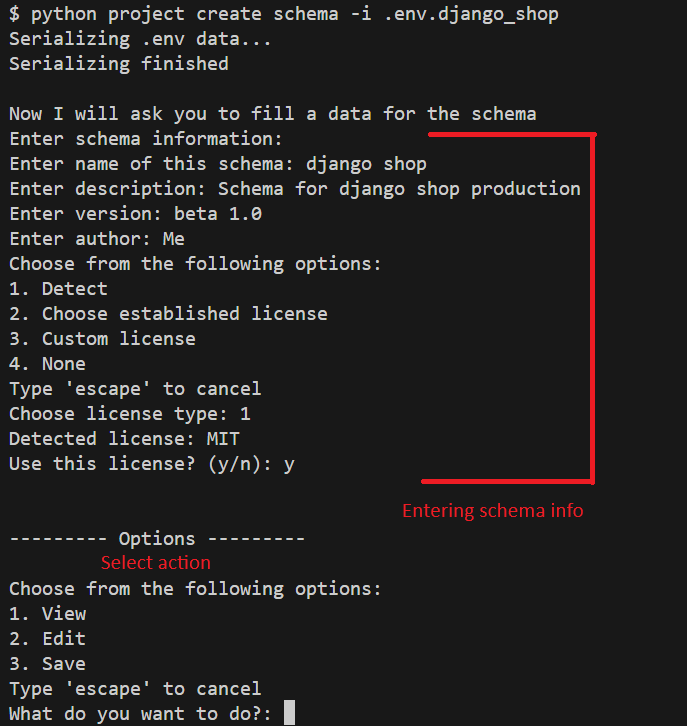 $ python project create schema -i .env.django_shop
Serializing .env data...
Serializing finished
Now I will ask you to fill a data for the schema
Enter schema information:
Enter name of this schema: django shop
Enter description: Schema for django shop production
Enter version: beta 1.0
Enter author: Me
Choose from the following options:
1. Detect
2. Choose established license
3. Custom license
4. None
Type 'escape' to cancel
Choose license type: 1
Detected license: MIT
Use this license? (y/n): y
Entering schema info
--------- Options ---------
Select action
Choose from the following options:
1. View
2. Edit
3. Save
Type 'escape' to cancel
What do you want to do?: